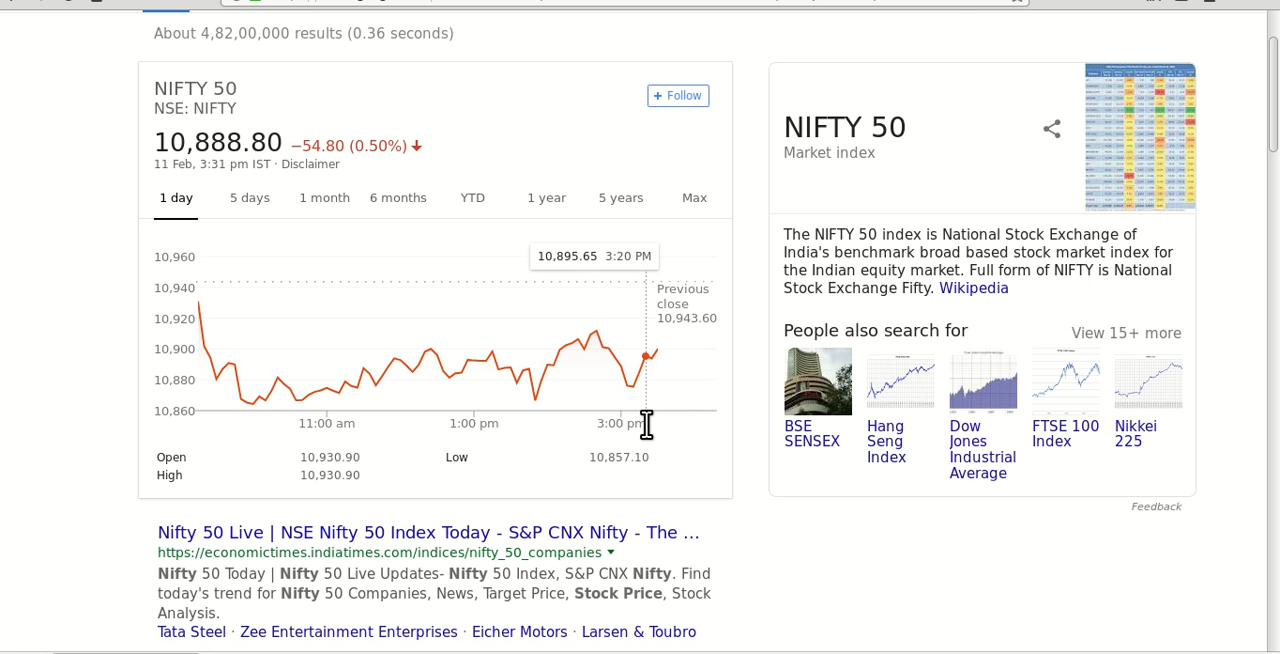 About 4,82,00,000 results (0.36 seconds)
NIFTY 50
NSE: NIFTY
+ Follow
10,888.80 −54.80 (0.50%)
11 Feb, 3:31 pm IST · Disclaimer
1 day 5 days 1 month 6 months YTD 1 year 5 years Max
10,895.65 3:20 PM
10,960
10,940
10,920
10,900
10,880
10,860
Previous
close
10,943.60
11:00 am 1:00 pm 3:00 pm
Open 10,930.90 Low 10,857.10
High 10,930.90
Nifty 50 Live | NSE Nifty 50 Index Today - S&P CNX Nifty - The ...
https://economictimes.indiatimes.com/indices/nifty_50_companies
Nifty 50 Today | Nifty 50 Live Updates- Nifty 50 Index, S&P CNX Nifty. Find
today's trend for Nifty 50 Companies, News, Target Price, Stock Price, Stock
Analysis.
Tata Steel · Zee Entertainment Enterprises · Eicher Motors · Larsen & Toubro
NIFTY 50
Market index
The NIFTY 50 index is National Stock Exchange of
India's benchmark broad based stock market index for
the Indian equity market. Full form of NIFTY is National
Stock Exchange Fifty. Wikipedia
People also search for
View 15+ more
BSE
SENSEX
Hang
Seng
Index
Dow
Jones
Industrial
Average
FTSE 100
Index
Nikkei
225
Feedback